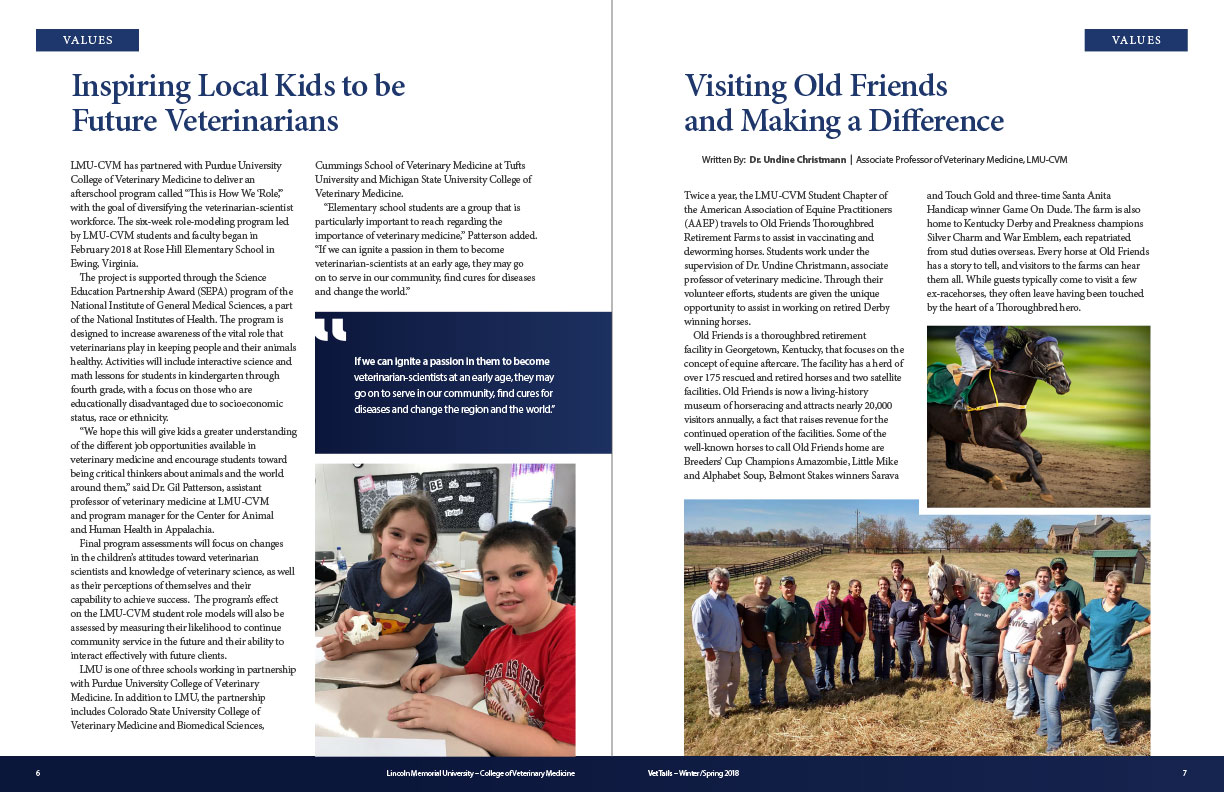 VALUES
Inspiring Local Kids to be
Future Veterinarians
LMU-CVM has partnered with Purdue University
College of Veterinary Medicine to deliver an
afterschool program called “This is How We ‘Role,’”
with the goal of diversifying the veterinarian-scientist
workforce. The six-week role-modeling program led
by LMU-CVM students and faculty began in
February 2018 at Rose Hill Elementary School in
Ewing, Virginia.
The project is supported through the Science
Education Partnership Award (SEPA) program of the
National Institute of General Medical Sciences, a part
of the National Institutes of Health. The program is
designed to increase awareness of the vital role that
veterinarians play in keeping people and their animals
healthy. Activities will include interactive science and
math lessons for students in kindergarten through
fourth grade, with a focus on those who are
educationally disadvantaged due to socioeconomic
status, race or ethnicity.
“We hope this will give kids a greater understanding
of the different job opportunities available in
veterinary medicine and encourage students toward
being critical thinkers about animals and the world
around them,” said Dr. Gil Patterson, assistant
professor of veterinary medicine at LMU-CVM
and program manager for the Center for Animal
and Human Health in Appalachia.
Final program assessments will focus on changes
in the children’s attitudes toward veterinarian
scientists and knowledge of veterinary science, as well
as their perceptions of themselves and their
capability to achieve success. The program’s effect
on the LMU-CVM student role models will also be
assessed by measuring their likelihood to continue
community service in the future and their ability to
interact effectively with future clients.
LMU is one of three schools working in partnership
with Purdue University College of Veterinary
Medicine. In addition to LMU, the partnership
includes Colorado State University College of
Veterinary Medicine and Biomedical Sciences,
Cummings School of Veterinary Medicine at Tufts
University and Michigan State University College of
Veterinary Medicine.
“Elementary school students are a group that is
particularly important to reach regarding the
importance of veterinary medicine,” Patterson added.
“If we can ignite a passion in them to become
veterinarian-scientists at an early age, they may go
on to serve in our community, find cures for diseases
and change the world.”
“
If we can ignite a passion in them to become
veterinarian-scientists at an early age, they may
go on to serve in our community, find cures for
diseases and change the region and the world.”
BE
6
Lincoln Memorial University – College of Veterinary Medicine
VALUES
Visiting Old Friends
and Making a Difference
Written By: Dr. Undine Christmann | Associate Professor of Veterinary Medicine, LMU-CVM
Twice a year, the LMU-CVM Student Chapter of
the American Association of Equine Practitioners
(AAEP) travels to Old Friends Thoroughbred
Retirement Farms to assist in vaccinating and
deworming horses. Students work under the
supervision of Dr. Undine Christmann, associate
professor of veterinary medicine. Through their
volunteer efforts, students are given the unique
opportunity to assist in working on retired Derby
winning horses.
Old Friends is a thoroughbred retirement
facility in Georgetown, Kentucky, that focuses on the
concept of equine aftercare. The facility has a herd of
over 175 rescued and retired horses and two satellite
facilities. Old Friends is now a living-history
museum of horseracing and attracts nearly 20,000
visitors annually, a fact that raises revenue for the
continued operation of the facilities. Some of the
well-known horses to call Old Friends home are
Breeders’ Cup Champions Amazombie, Little Mike
and Alphabet Soup, Belmont Stakes winners Sarava
and Touch Gold and three-time Santa Anita
Handicap winner Game On Dude. The farm is also
home to Kentucky Derby and Preakness champions
Silver Charm and War Emblem, each repatriated
from stud duties overseas. Every horse at Old Friends
has a story to tell, and visitors to the farms can hear
them all. While guests typically come to visit a few
ex-racehorses, they often leave having been touched
by the heart of a Thoroughbred hero.
Vet Tails – Winter/Spring 2018
7